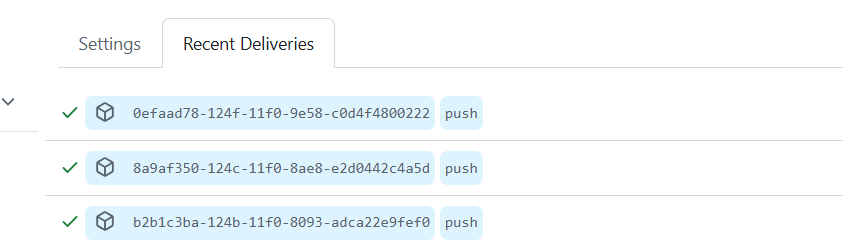 Settings Recent Deliveries
0efaad78-124f-11f0-9e58-c0d4f4800222 push
8a9af350-124c-11f0-8ae8-e2d0442c4a5d push
b2b1c3ba-124b-11f0-8093-adca22e9fef0 push